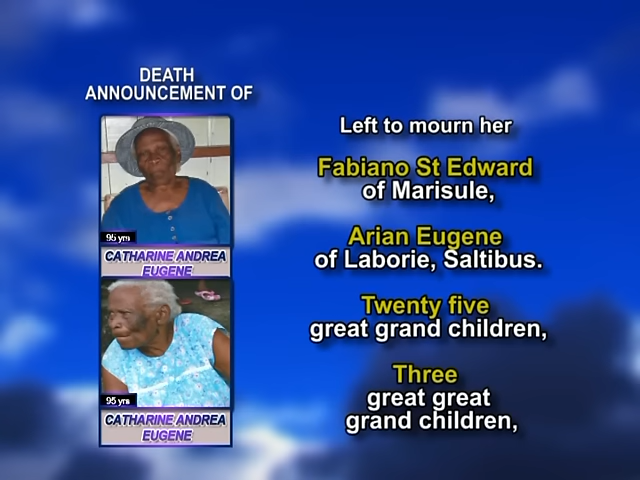 DEATH
ANNOUNCEMENT OF
95 yrs
CATHARINE ANDREA
EUGENE
95 yrs
CATHARINE ANDREA
EUGENE
Left to mourn her
Fabiano St Edward
of Marisule,
Arian Eugene
of Laborie, Saltibus.
Twenty five
great grand children,
Three
great great
grand children,